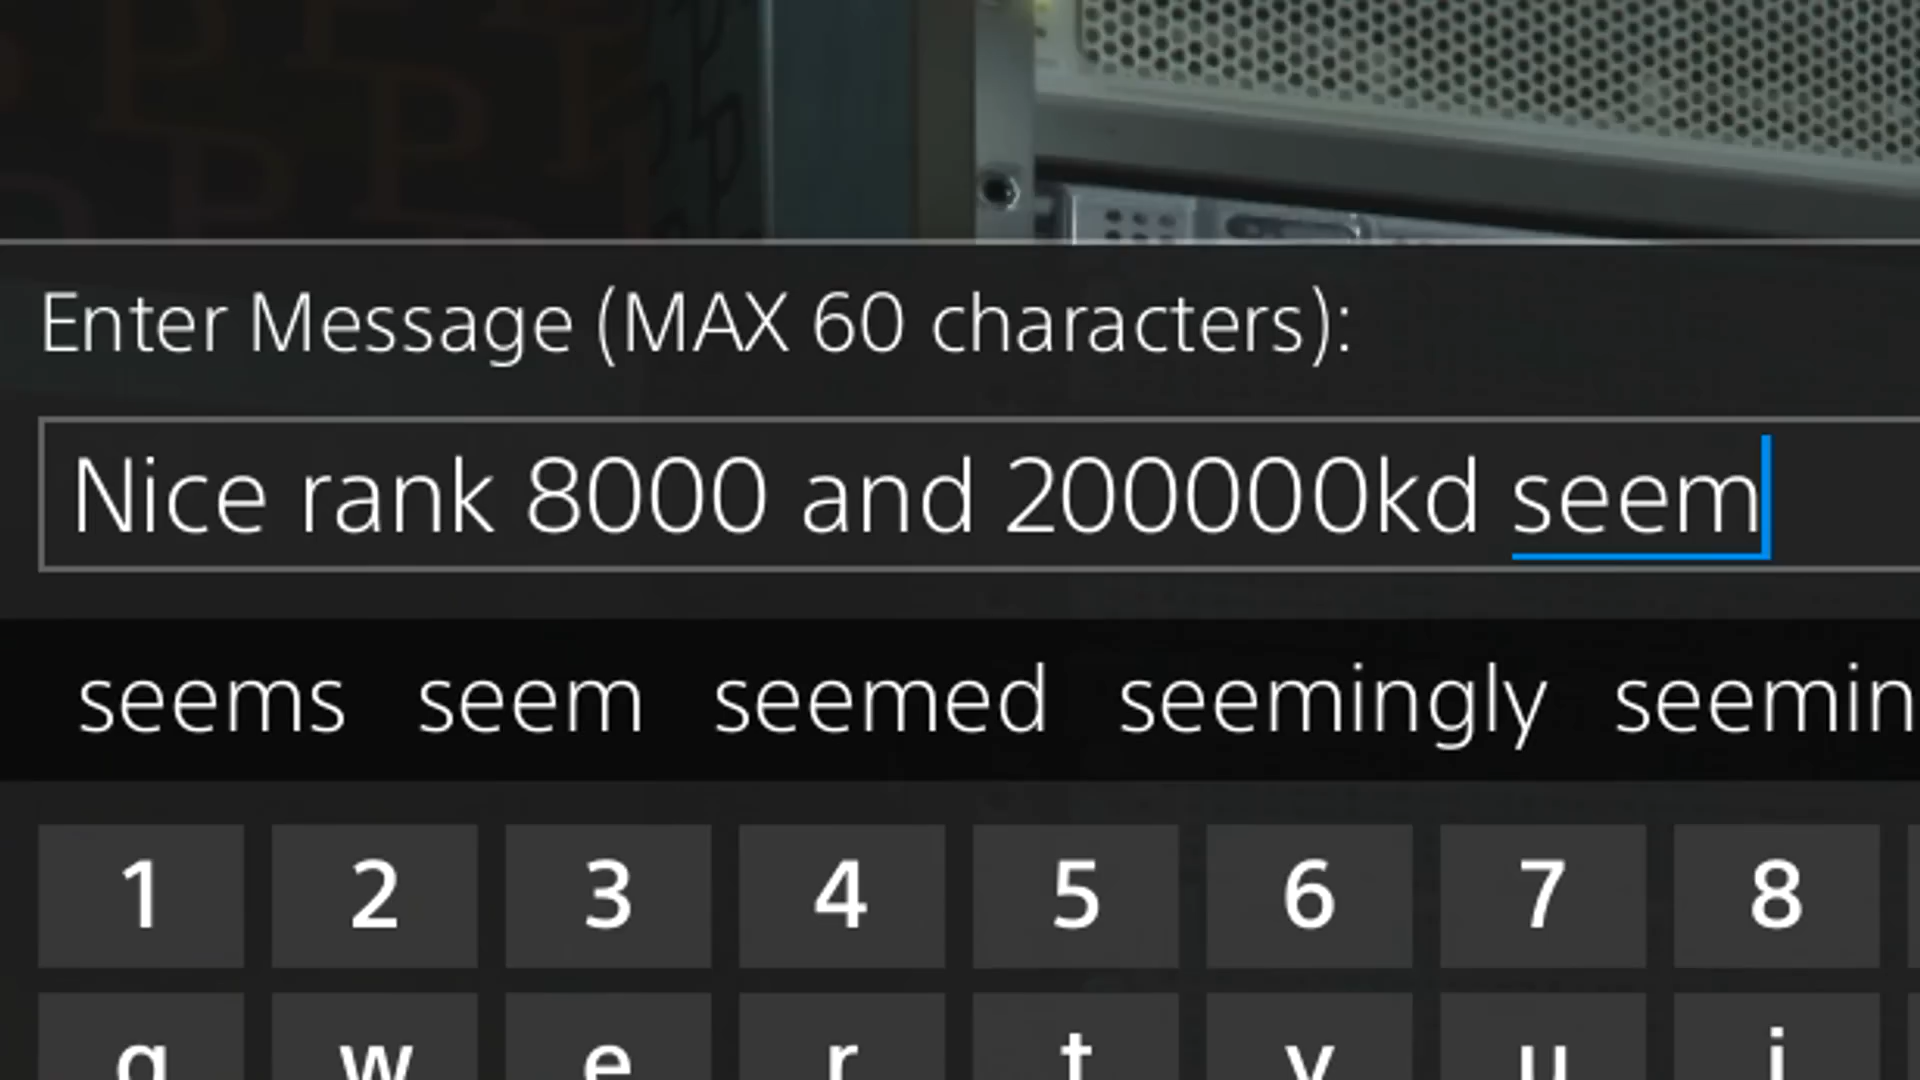 Enter Message (MAX 60 characters):
Nice rank 8000 and 200000kd seem
seems seem seemed seemingly seemin
1 2 3 4 5 6 7 8
q w e r t y u i